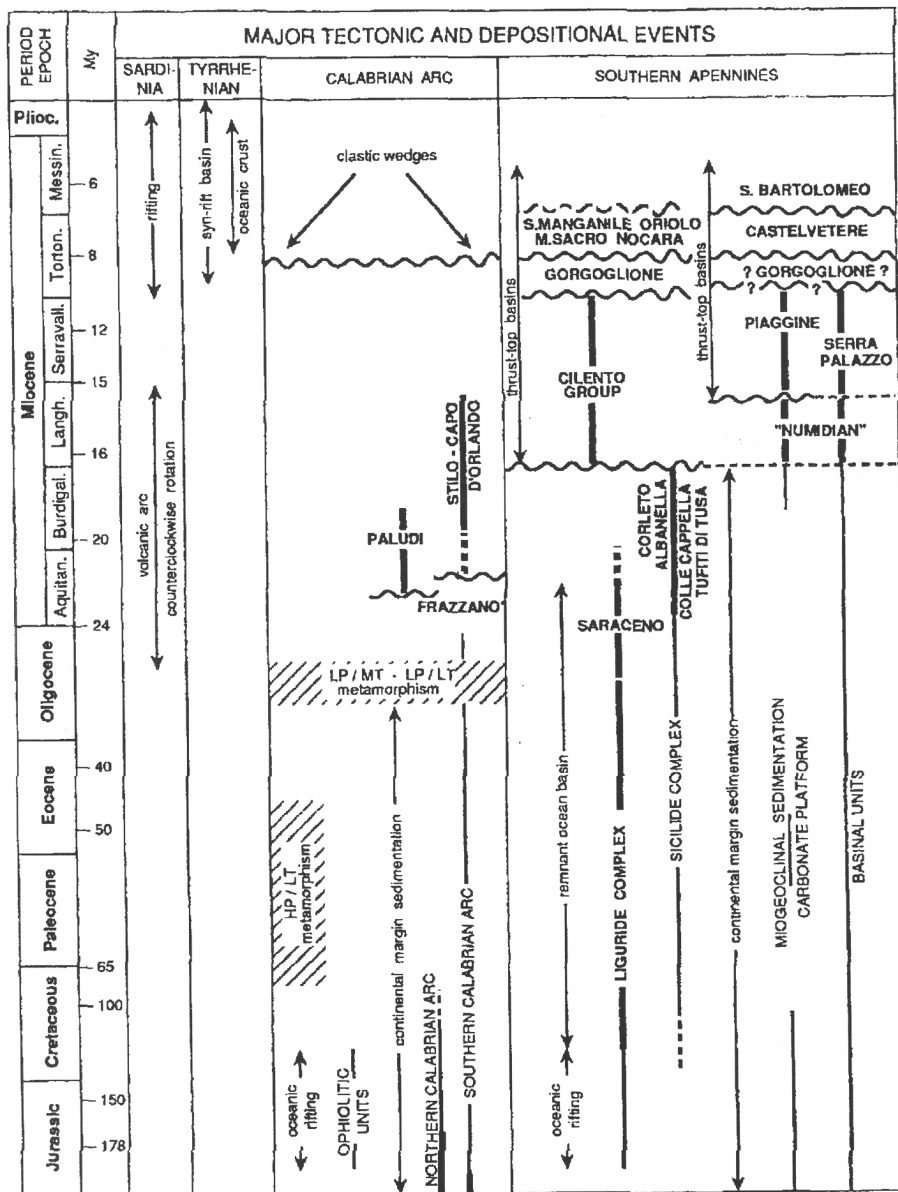 MAJOR TECTONIC AND DEPOSITIONAL EVENTS
PERIOD
EPOCH
My
SARDI-
NIA
TYRRHE-
NIAN
CALABRIAN ARC
SOUTHERN APENNINES
Plioc.
Miocene
Messin.
Torton.
Serravall.
Langh.
Burdigal.
Aquitan.
Oligocene
Eocene
Paleocene
Cretaceous
Jurassic
6
8
12
15
16
20
24
40
50
65
100
150
178
rifting
volcanic arc
counterclockwise rotation
syn-rift basin
oceanic crust
clastic wedges
STILO - CAPO
D'ORLANDO
PALUDI
FRAZZANO'
LP / MT - LP / LT
metamorphism
HP / LT
metamorphism
continental margin sedimentation
oceanic
rifting
OPHIOLITIC
UNITS
NORTHERN CALABRIAN ARC
SOUTHERN CALABRIAN ARC
thrust-top basins
S.MANGANILE ORIOLO
M.SACRO NOCARA
GORGOGLIONE
CILENTO
GROUP
thrust-top basins
S. BARTOLOMEO
CASTELVETERE
? GORGOGLIONE ?
? ?
PIAGGINE
SERRA
PALAZZO
"NUMIDIAN"
CORLETO
ALBANELLA
COLLE CAPPELLA
TUFITI DI TUSA
SARACENO
remnant ocean basin
LIGURIDE COMPLEX
SICILIDE COMPLEX
oceanic
rifting
continental margin sedimentation
MIOGEOCLINAL SEDIMENTATION
CARBONATE PLATFORM
BASINAL UNITS